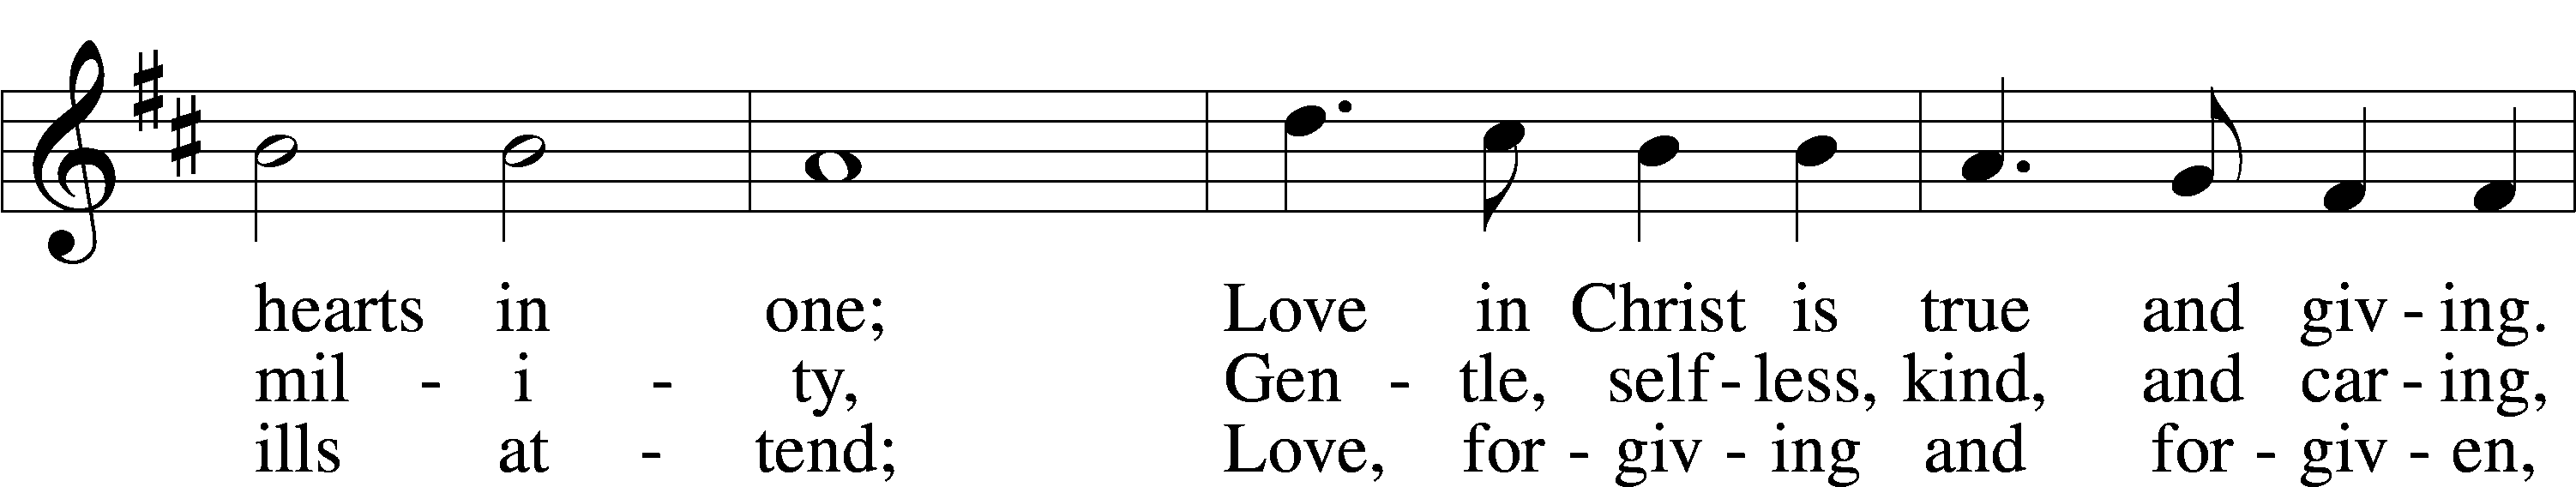 hearts in one; Love in Christ is true and giv - ing.
mil - i - ty, Gen - tle, self - less, kind, and car - ing,
ills at - tend; Love, for - giv - ing and for - giv - en,